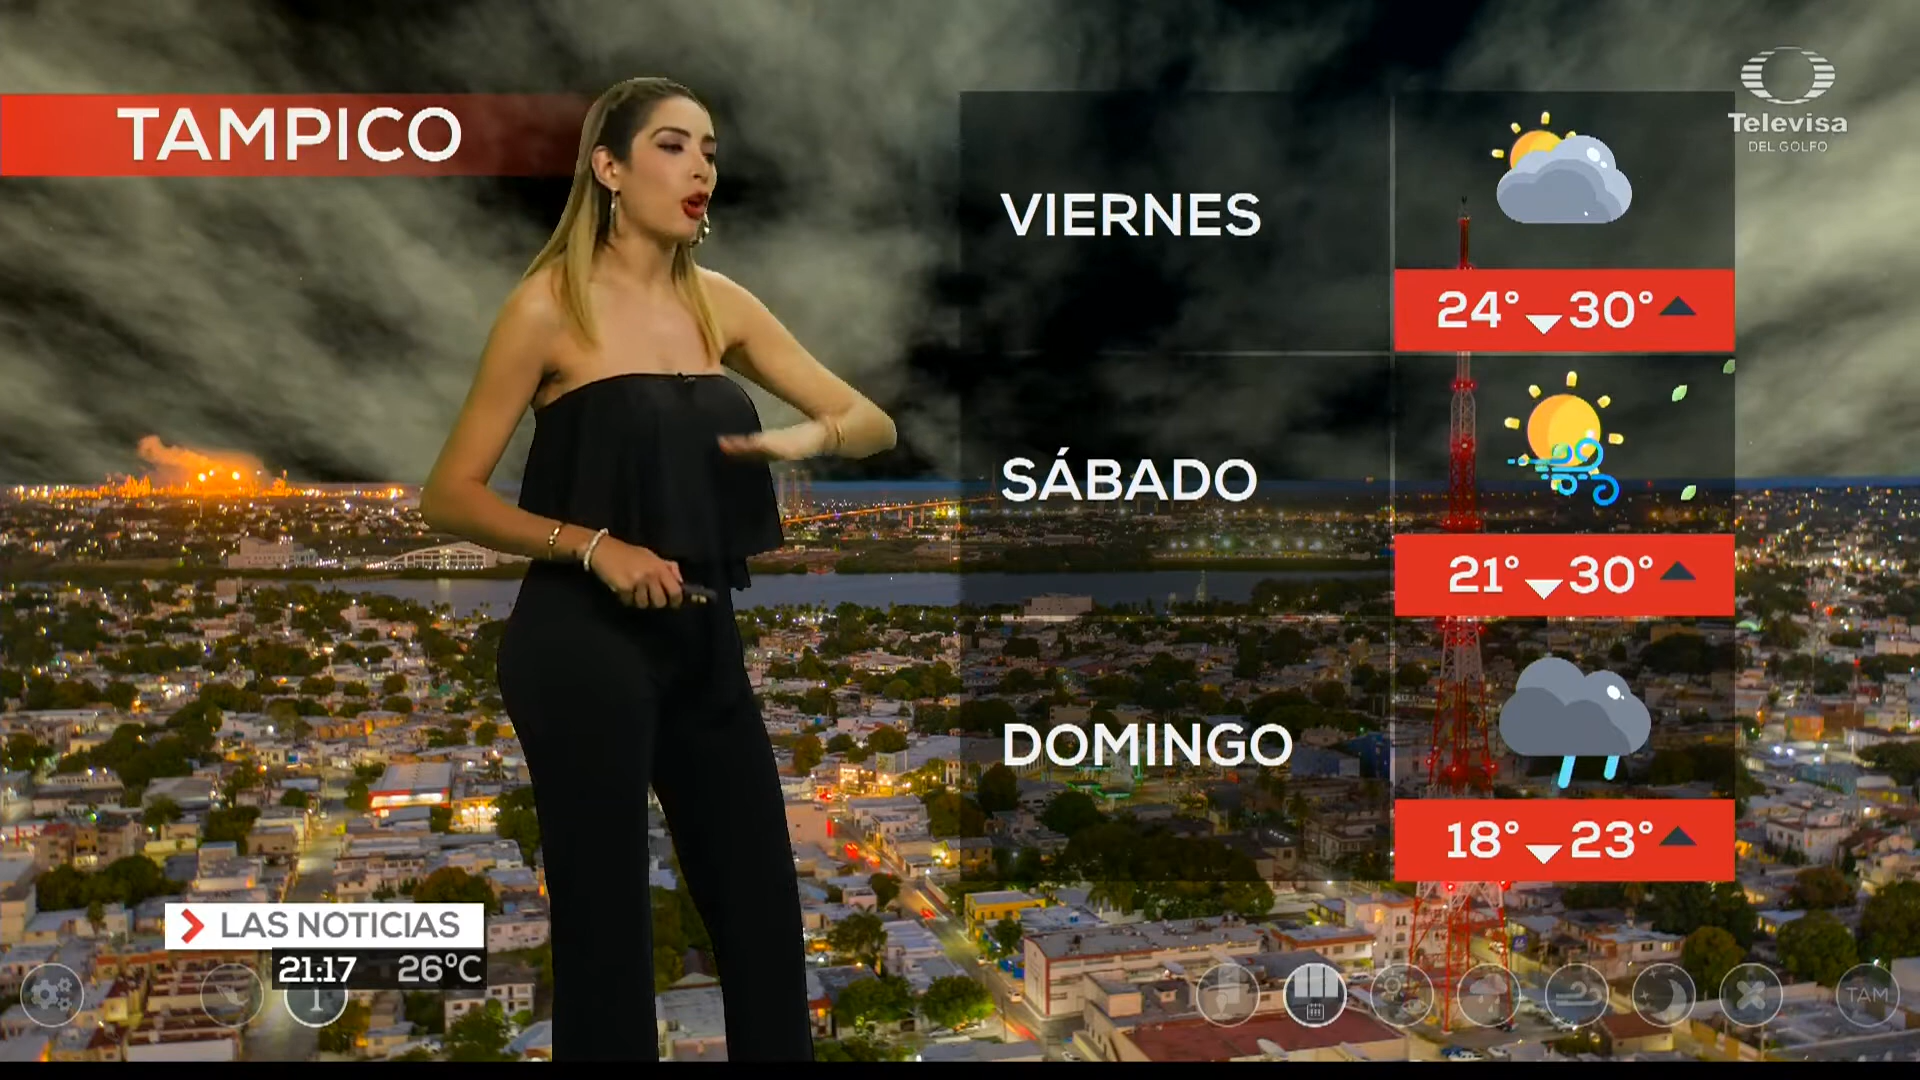 TAMPICO
Televisa
DEL GOLFO
VIERNES
24° 30°
SÁBADO
21° 30°
DOMINGO
18° 23°
LAS NOTICIAS
21:17 26°C
1
TAM